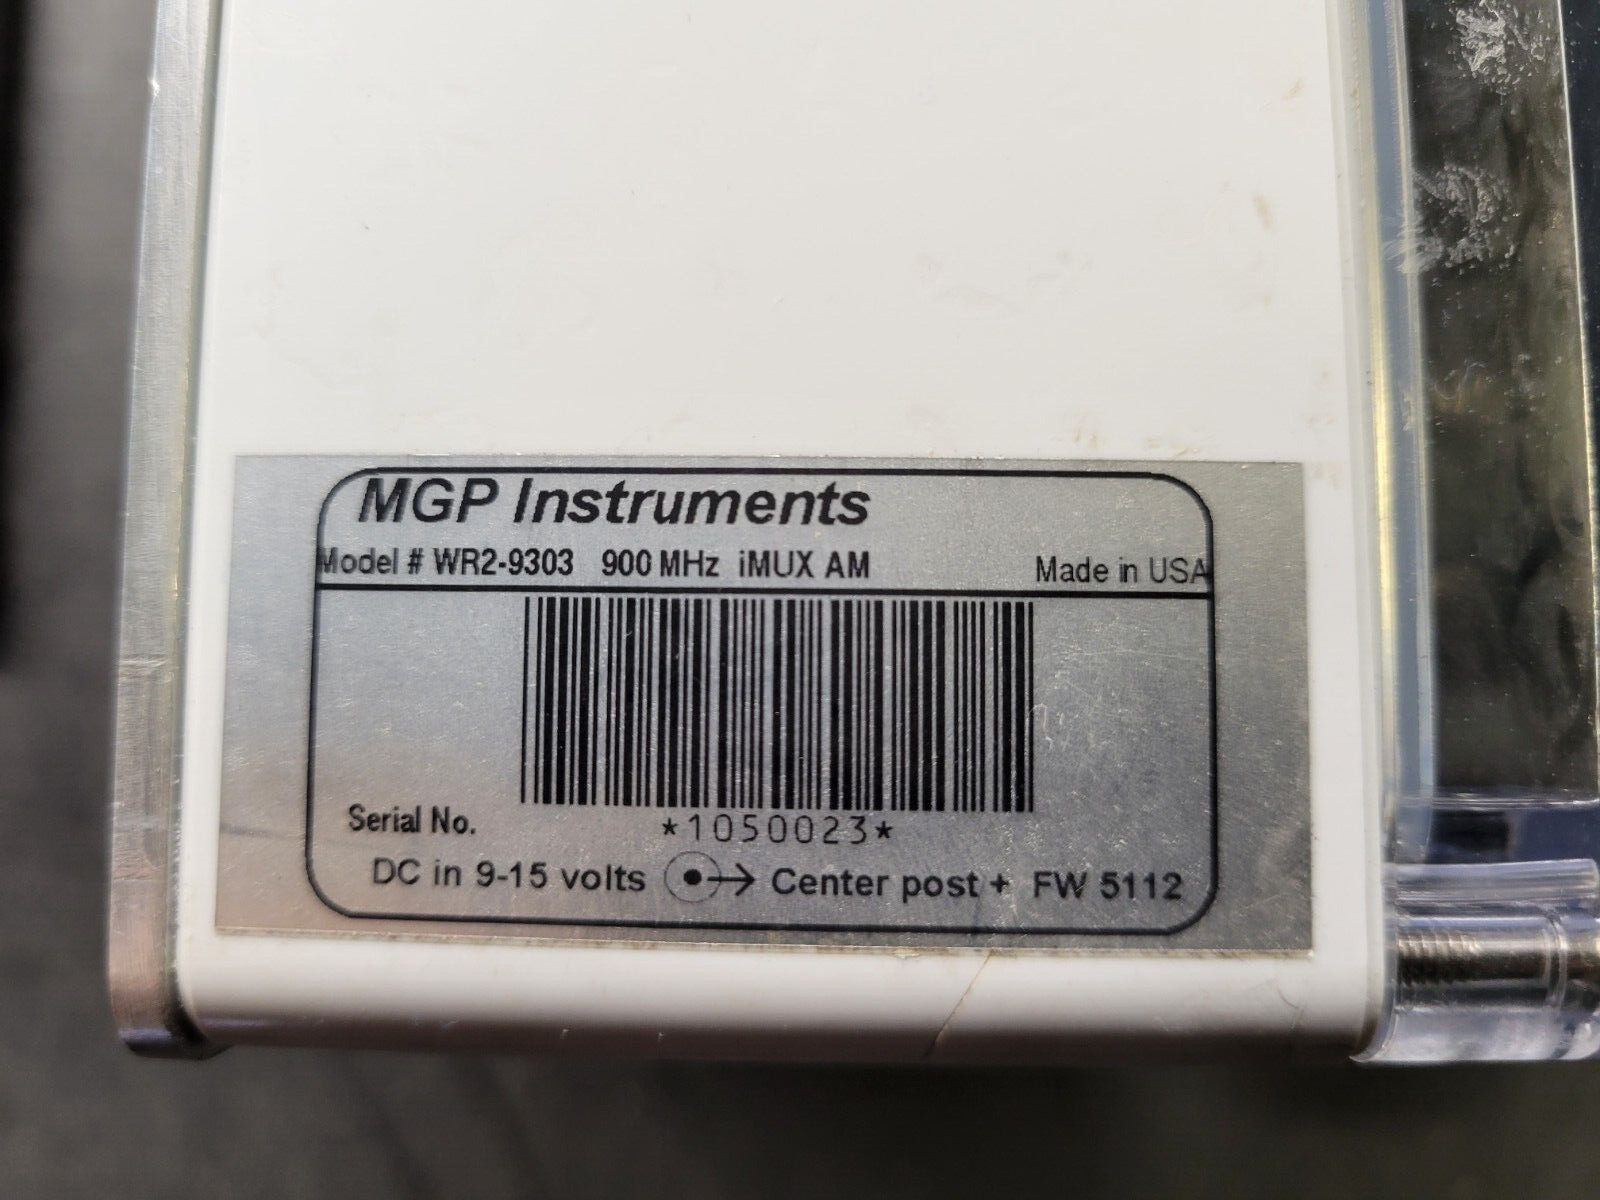 MGP Instruments
Model # WR2-9303 900 MHz iMUX AM Made in USA
Serial No. *1050023*
DC in 9-15 volts Center post + FW 5112